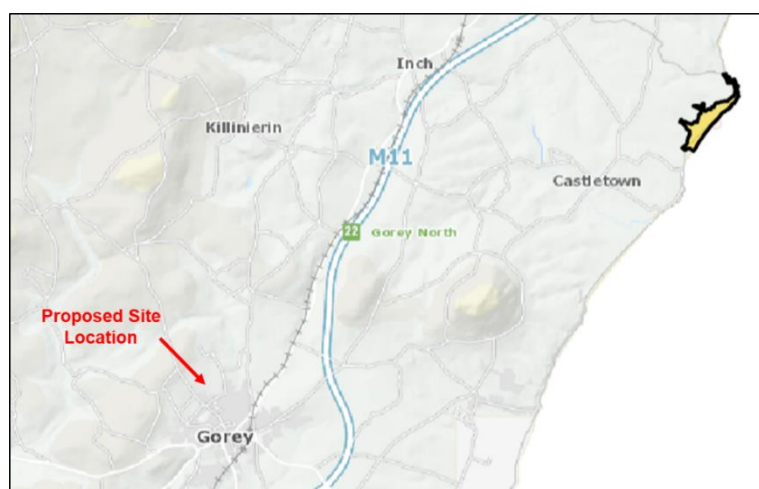 Inch
Killinierin
M11
Castletown
22 Gorey North
Proposed Site
Location
Gorey